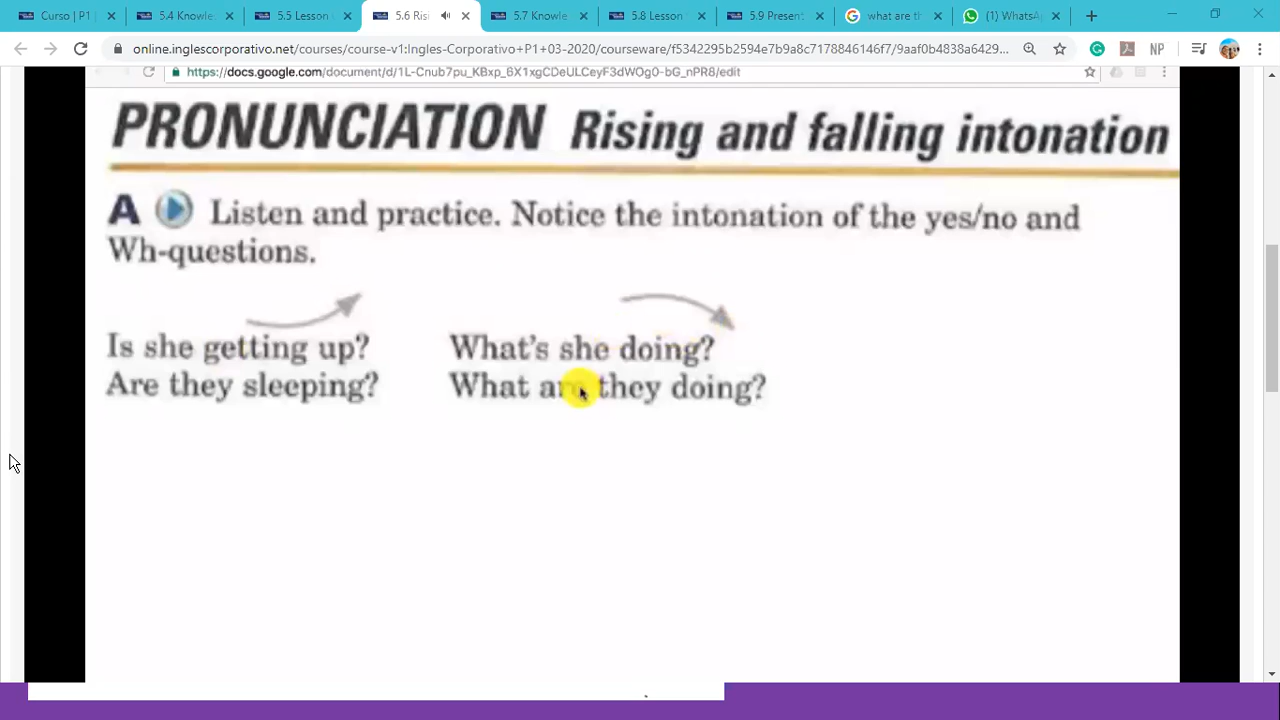 Curso | P1
5.4 Knowle
5.5 Lesson
5.6 Risi
5.7 Knowle
5.8 Lesson
5.9 Present
what are th
(1) WhatsA
online.inglescorporativo.net/courses/course-v1:Ingles-Corporativo+P1+03-2020/courseware/f5342295b2594e7b9a8c7178846146f7/9aaf0b4838a6429...
NP
https://docs.google.com/document/d/1L-Cnub7pu_KBxp_6X1xgCDeULCeyF3dWOg0-bG_nPR8/edit
PRONUNCIATION Rising and falling intonation
A Listen and practice. Notice the intonation of the yes/no and
Wh-questions.
Is she getting up? What's she doing?
Are they sleeping? What are they doing?